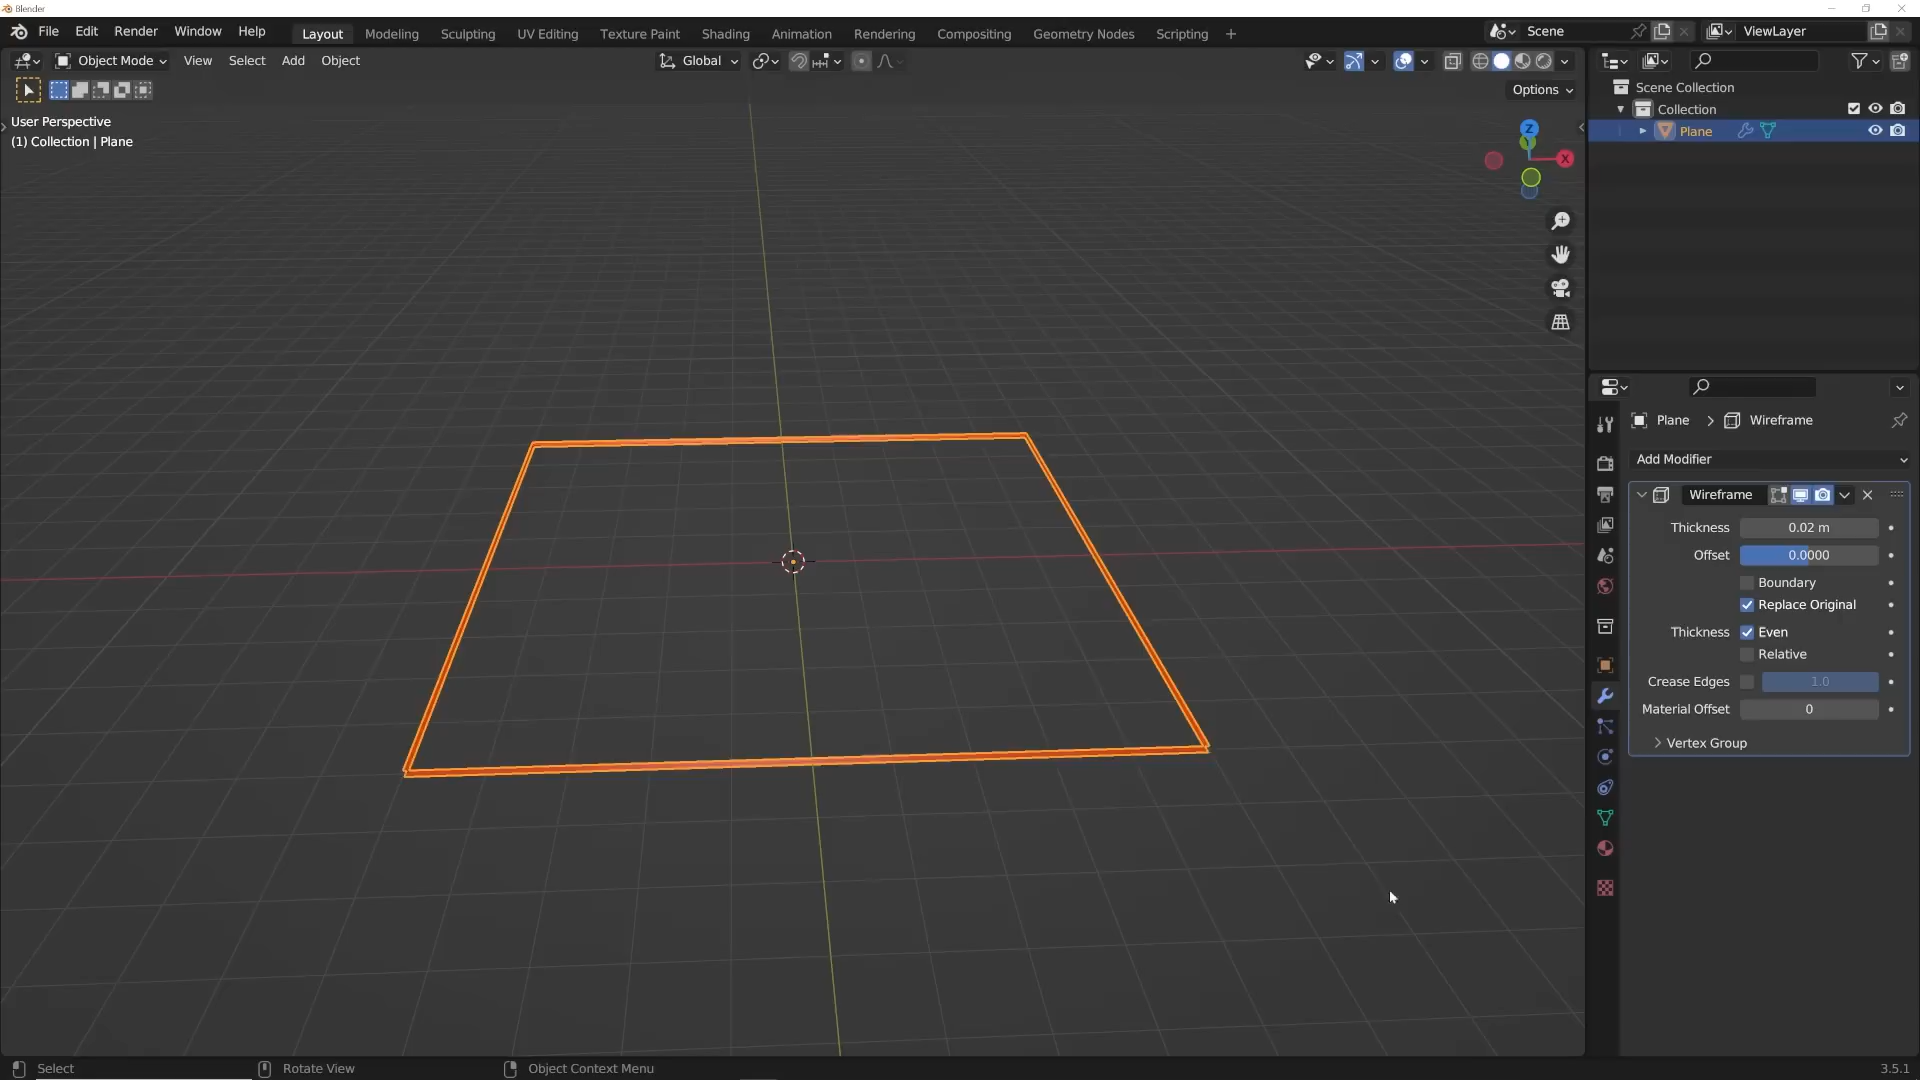 Blender
File Edit Render Window Help
Layout Modeling Sculpting UV Editing Texture Paint Shading Animation Rendering Compositing Geometry Nodes Scripting +
Scene
ViewLayer
Object Mode View Select Add Object
Global
Options
User Perspective
(1) Collection | Plane
Z
X
Scene Collection
Collection
Plane
Plane > Wireframe
Add Modifier
Wireframe
Thickness 0.02 m
Offset 0.0000
Boundary
Replace Original
Thickness Even
Relative
Crease Edges 1.0
Material Offset 0
Vertex Group
Select
Rotate View
Object Context Menu
3.5.1